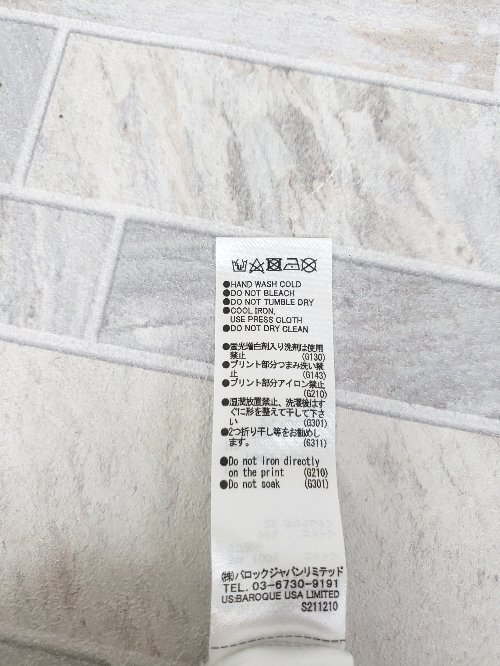 ●HAND WASH COLD
●DO NOT BLEACH
●DO NOT TUMBLE DRY
●COOL IRON,
USE PRESS CLOTH
●DO NOT DRY CLEAN
●蛍光増白剤入り洗剤は使用
禁止 (G130)
●プリント部分つまみ洗い禁
止 (G143)
●プリント部分アイロン禁止
(G210)
●湿潤放置禁止、洗濯後はす
ぐに形を整えて干して下さ
い (G301)
●2つ折り干し等をお勧めし
ます。 (G311)
●Do not iron directly
on the print (G210)
●Do not soak (G301)
(株)バロックジャパンリミテッド
TEL. 03-6730-9191
US:BAROQUE USA LIMITED
S211210